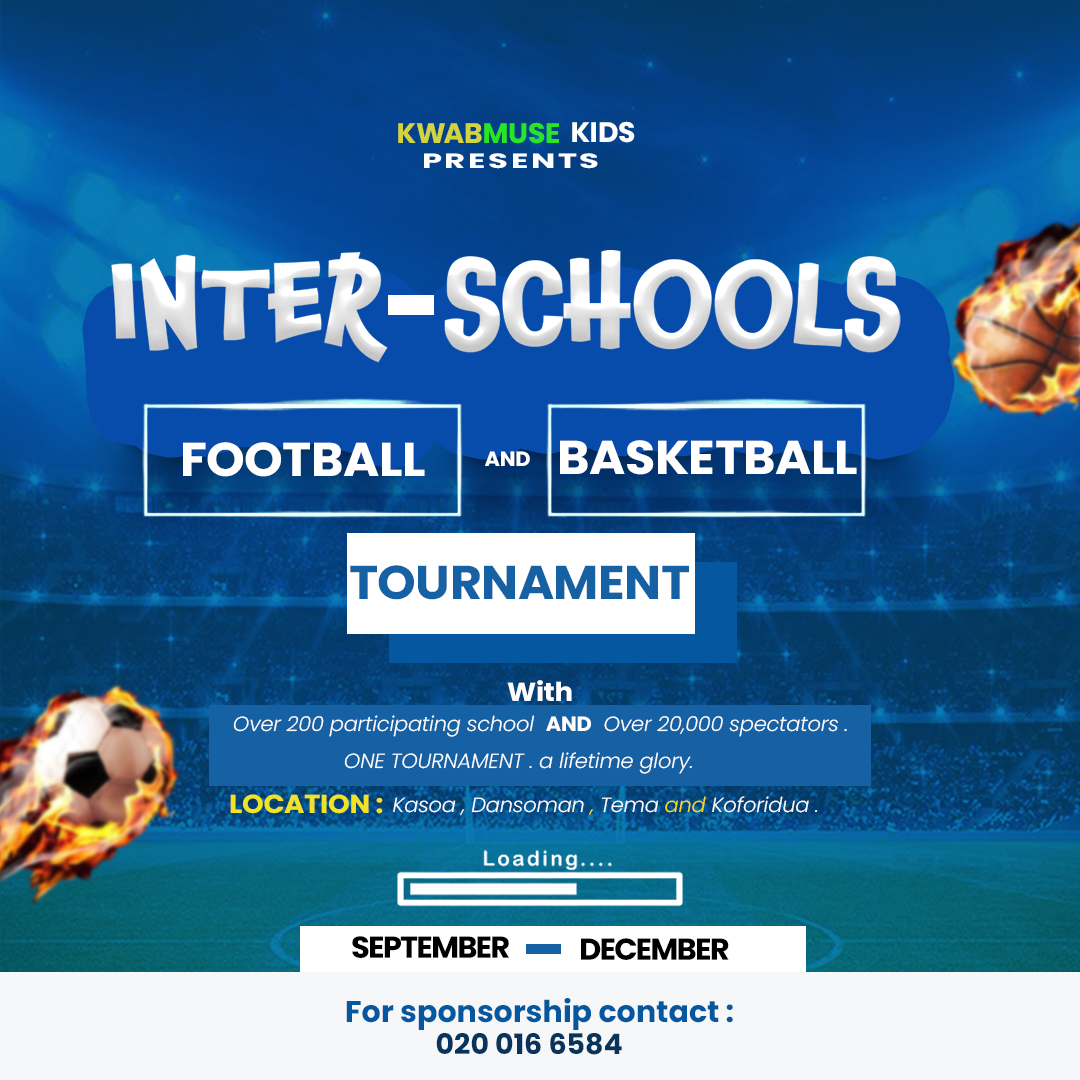 KWABMUSE KIDS
PRESENTS
INTER-SCHOOLS
FOOTBALL AND BASKETBALL
TOURNAMENT
With
Over 200 participating school AND Over 20,000 spectators .
ONE TOURNAMENT . a lifetime glory.
LOCATION : Kasoa , Dansoman , Tema and Koforidua .
Loading....
SEPTEMBER - DECEMBER
For sponsorship contact :
020 016 6584